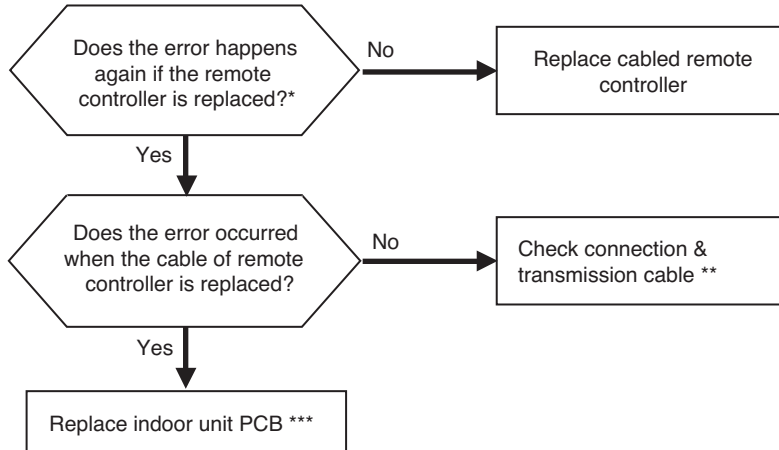 Does the error happens
again if the remote
controller is replaced?*
No
Replace cabled remote
controller
Yes
Does the error occurred
when the cable of remote
controller is replaced?
No
Check connection &
transmission cable **
Yes
Replace indoor unit PCB ***